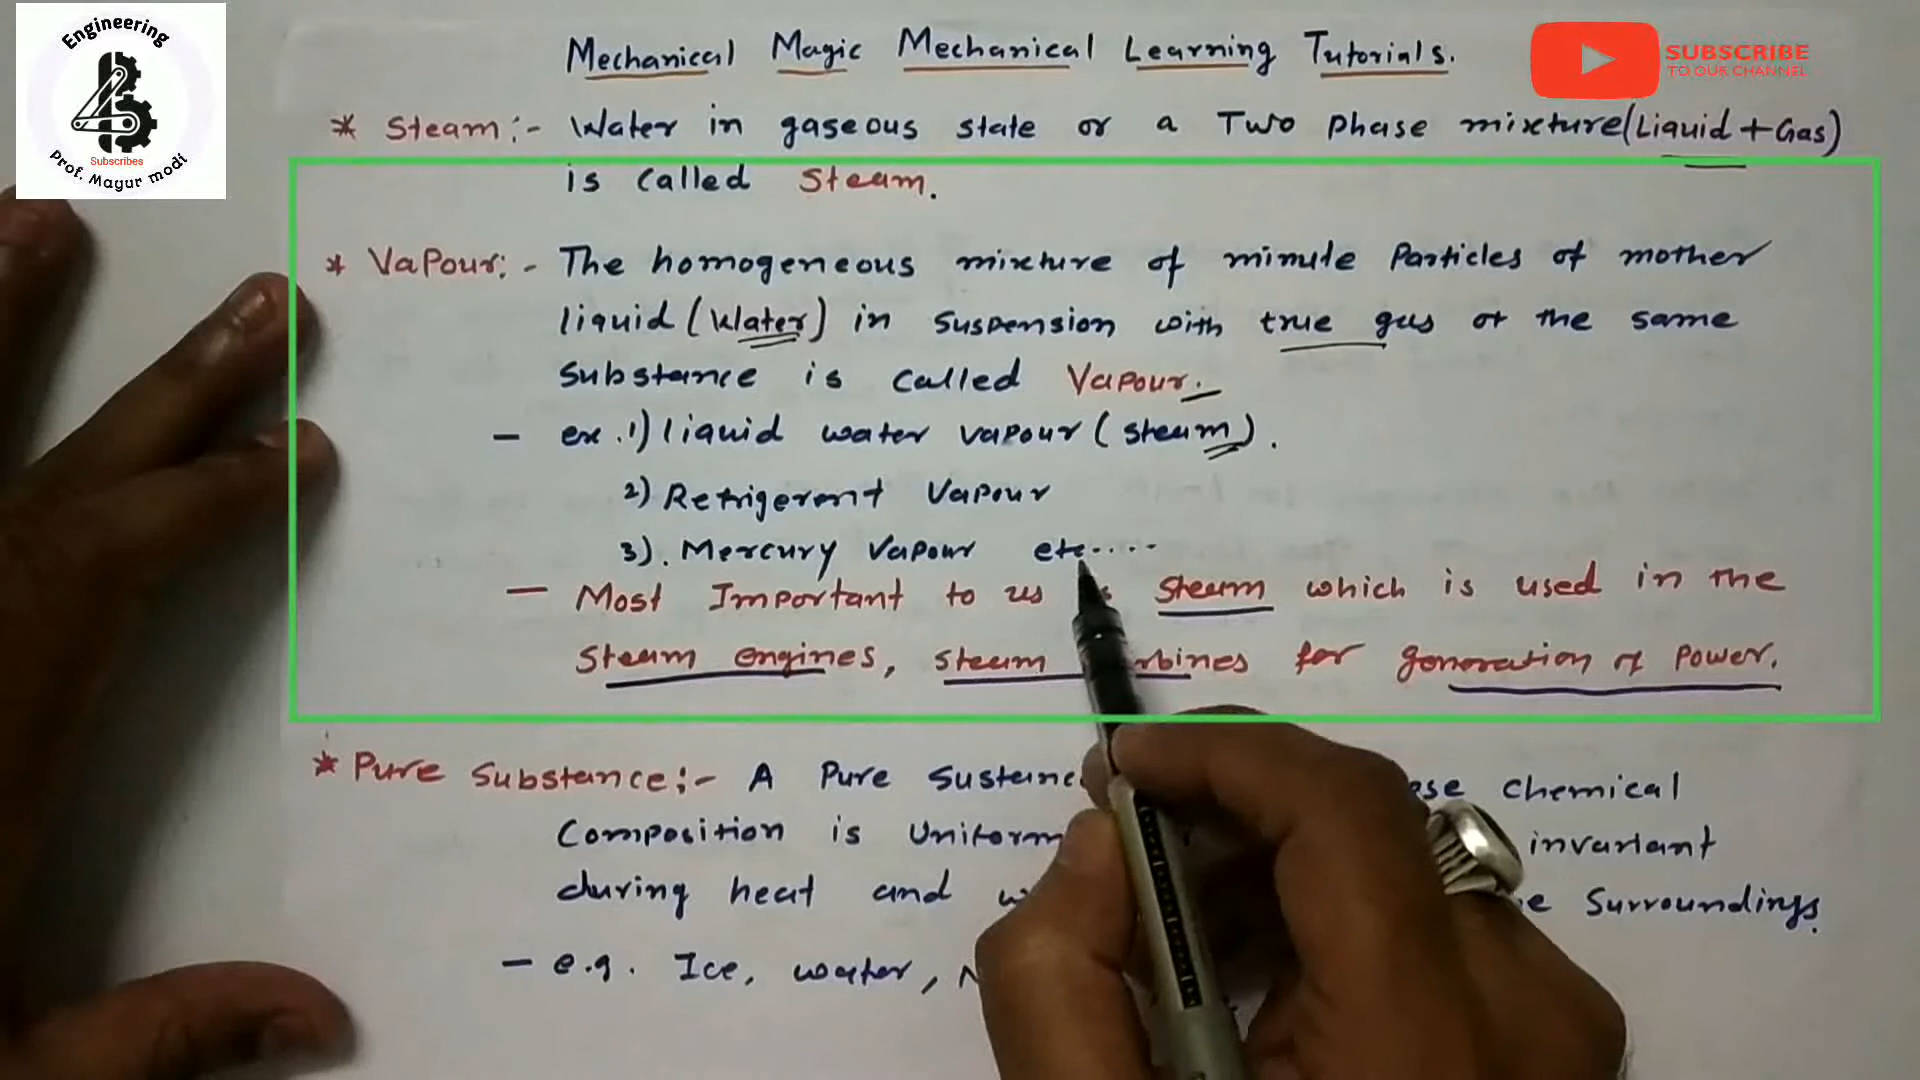 Engineering
Subscribes
Prof. Mayur modi
Mechanical Magic Mechanical Learning Tutorials.
SUBSCRIBE
TO OUR CHANNEL
* Steam:- Water in gaseous state or a Two Phase mixture(Liquid+Gas)
is called Steam.
* Vapour:- The homogeneous mixture of minute Particles of mother
liquid (Water) in suspension with true gas of the same
Substance is called Vapour.
- ex.1) liquid water vapour (steam).
2) Refrigerant Vapour
3). Mercury Vapour etc....
- Most Important to us is Steam which is used in the
Steam engines, steam for generation of Power.
* Pure Substance:- A Pure chemical
Composition is invariant
during heat and Surroundings.
- e.g. Ice, water,